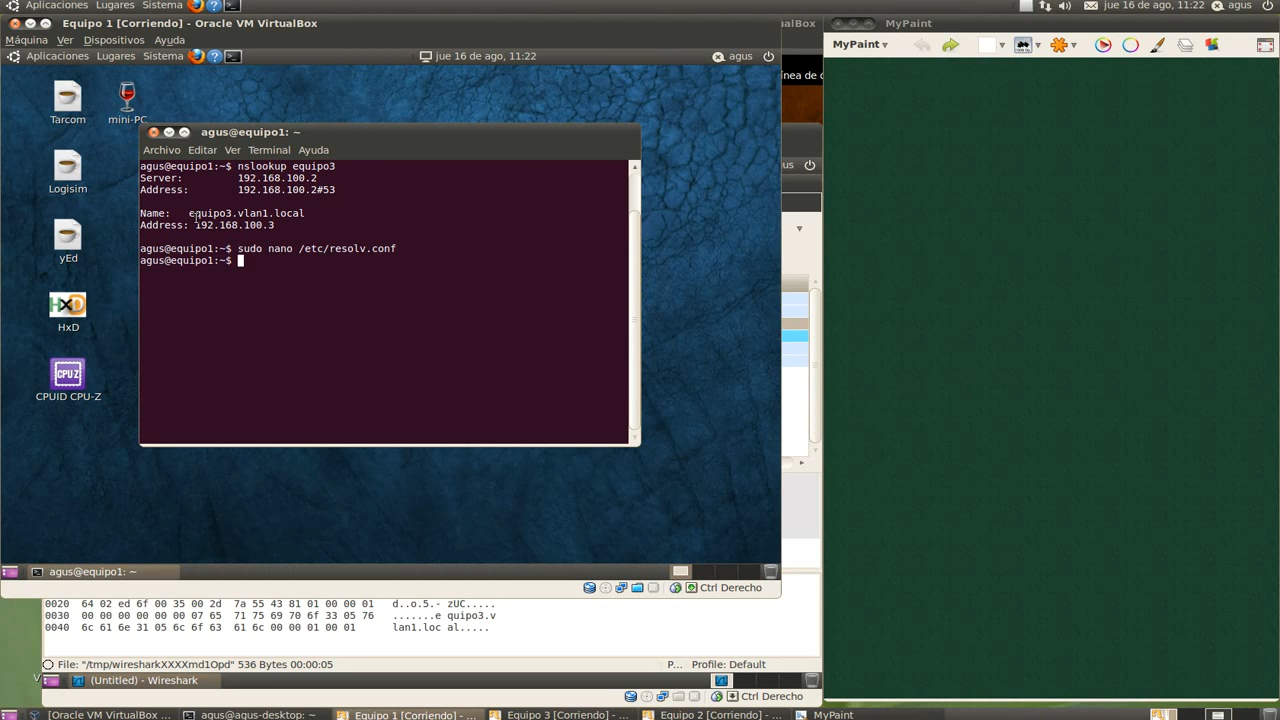 Aplicaciones Lugares Sistema jue 16 de ago, 11:22 agus
Equipo 1 [Corriendo] - Oracle VM VirtualBox
ualBox
MyPaint
Máquina Ver Dispositivos Ayuda
MyPaint
Aplicaciones Lugares Sistema jue 16 de ago, 11:22 agus
ínea de c
Tarcom
mini-PC
agus@equipo1: ~
Archivo Editar Ver Terminal Ayuda
us
agus@equipo1:~$ nslookup equipo3
Server: 192.168.100.2
Address: 192.168.100.2#53
Logisim
Name: equipo3.vlan1.local
Address: 192.168.100.3
agus@equipo1:~$ sudo nano /etc/resolv.conf
agus@equipo1:~$
yEd
HxD
HxD
CPU Z
CPUID CPU-Z
agus@equipo1: ~
Ctrl Derecho
0020 64 02 ed 6f 00 35 00 2d 7a 55 43 81 01 00 00 01 d..o.5.- zUC.....
0030 00 00 00 00 00 00 07 65 71 75 69 70 6f 33 05 76 .......e quipo3.v
0040 6c 61 6e 31 05 6c 6f 63 61 6c 00 00 01 00 01 lan1.loc al.....
File: "/tmp/wiresharkXXXXmd1Opd" 536 Bytes 00:00:05 P... Profile: Default
V
(Untitled) - Wireshark
Ctrl Derecho
[Oracle VM VirtualBox ... agus@agus-desktop: ~ Equipo 1 [Corriendo] - ... Equipo 3 [Corriendo] - ... Equipo 2 [Corriendo] - ... MyPaint